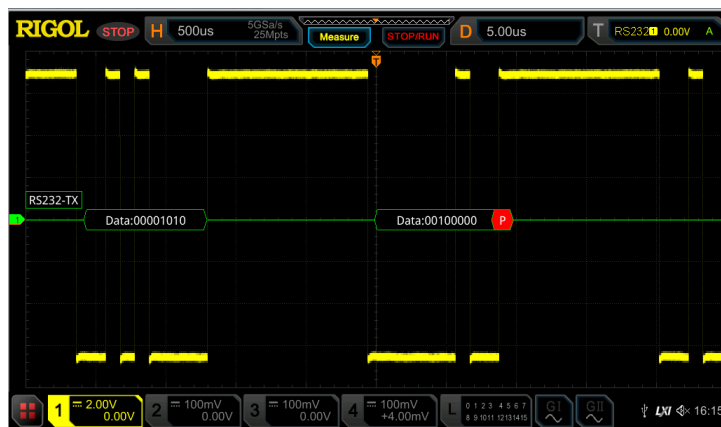 RIGOL STOP H 500us 5GSa/s 25Mpts Measure STOP/RUN D 5.00us T RS232 1 0.00V A
T
RS232-TX
1 Data:00001010 Data:00100000 P
1 2.00V 0.00V 2 100mV 0.00V 3 100mV 0.00V 4 100mV +4.00mV L 0 1 2 3 4 5 6 7 8 9 10 11 12 13 14 15 GI GII LXI 16:15